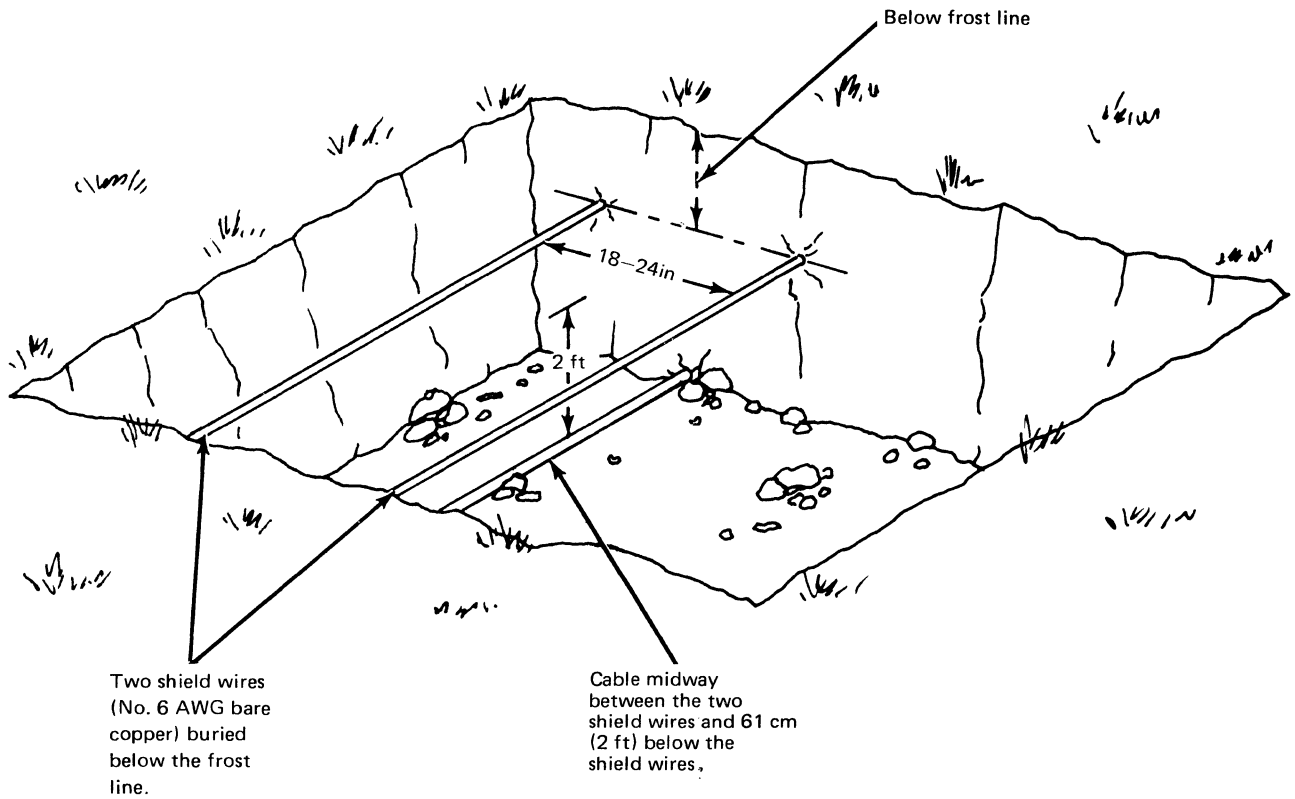 Below frost line
18–24in
2 ft
Two shield wires
(No. 6 AWG bare
copper) buried
below the frost
line.
Cable midway
between the two
shield wires and 61 cm
(2 ft) below the
shield wires.